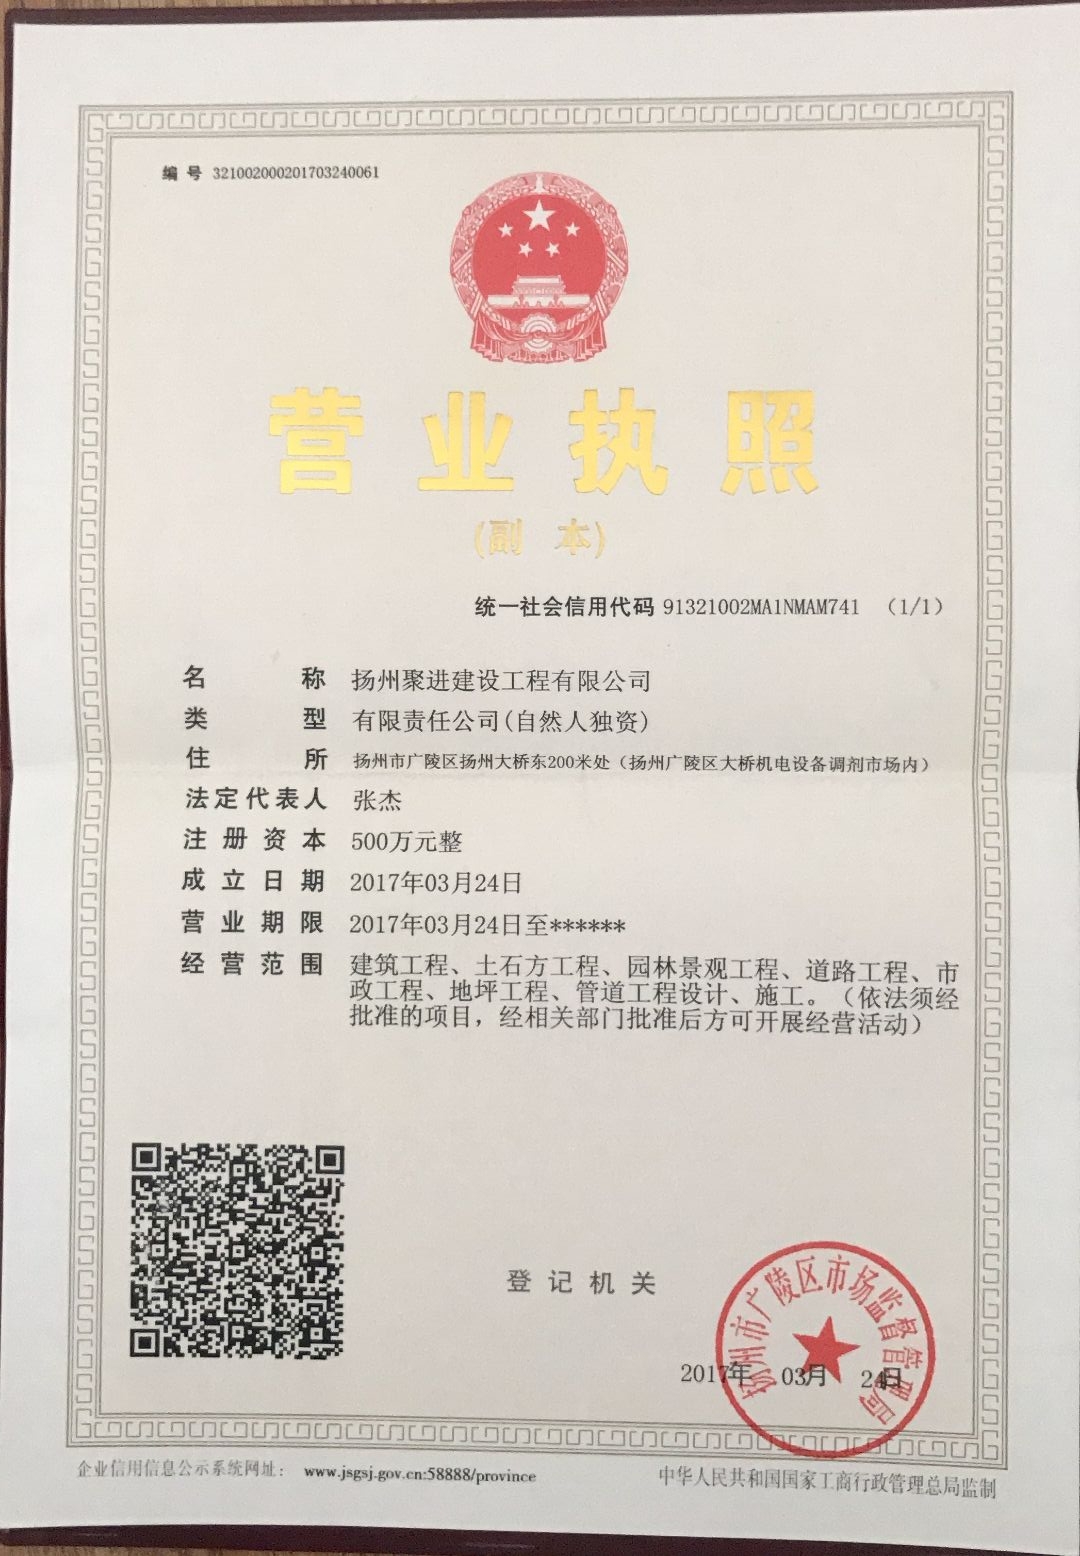 编 号 321002000201703240061
营 业 执 照
(副 本)
统一社会信用代码 91321002MA1NMAM741 （1/1）
名 称 扬州聚进建设工程有限公司
类 型 有限责任公司(自然人独资)
住 所 扬州市广陵区扬州大桥东200米处（扬州广陵区大桥机电设备调剂市场内）
法定代表人 张杰
注 册 资 本 500万元整
成 立 日 期 2017年03月24日
营 业 期 限 2017年03月24日至******
经 营 范 围 建筑工程、土石方工程、园林景观工程、道路工程、市
政工程、地坪工程、管道工程设计、施工。（依法须经
批准的项目，经相关部门批准后方可开展经营活动）
登 记 机 关
扬州市广陵区市场监督管理局
2017年 03月 24日
企业信用信息公示系统网址： www.jsgsj.gov.cn:58888/province
中华人民共和国国家工商行政管理总局监制